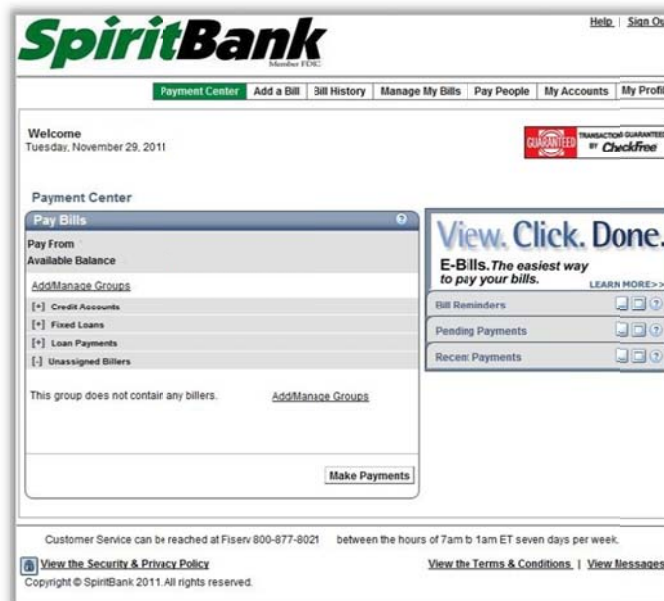 Help | Sign Ou
SpiritBank
Member FDIC
Payment Center Add a Bill Bill History Manage My Bills Pay People My Accounts My Profil
Welcome
Tuesday, November 29, 2011
GUARANTEED TRANSACTION GUARANTEED
BY CheckFree
Payment Center
Pay Bills ?
Pay From
Available Balance
Add/Manage Groups
[+] Credit Accounts
[+] Fixed Loans
[+] Loan Payments
[-] Unassigned Billers
This group does not contain any billers. Add/Manage Groups
Make Payments
View. Click. Done.
E-Bills. The easiest way
to pay your bills.
LEARN MORE>>
Bill Reminders ?
Pending Payments ?
Recent Payments ?
Customer Service can be reached at Fiserv 800-877-8021 between the hours of 7am to 1am ET seven days per week.
View the Security & Privacy Policy View the Terms & Conditions | View Messages
Copyright © SpiritBank 2011. All rights reserved.